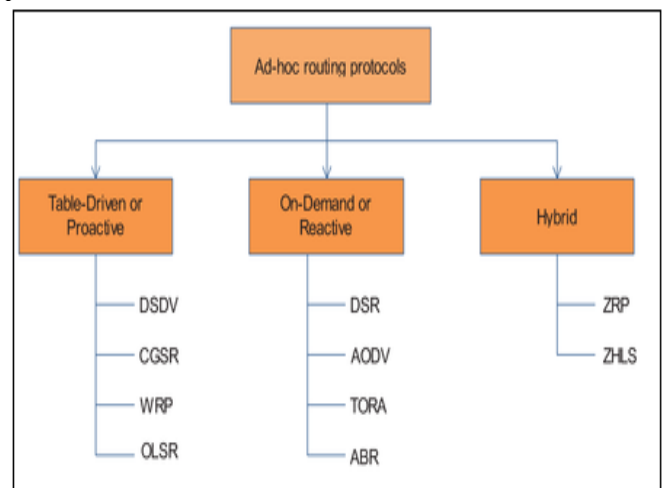 Ad-hoc routing protocols
Table-Driven or
Proactive
DSDV
CGSR
WRP
OLSR
On-Demand or
Reactive
DSR
AODV
TORA
ABR
Hybrid
ZRP
ZHLS